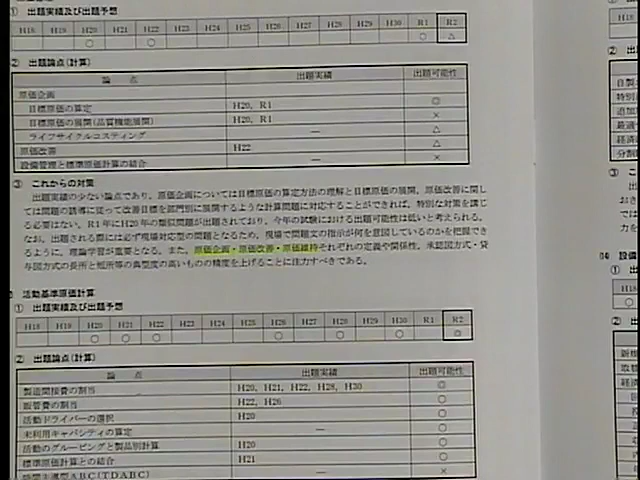 ① 出題実績及び出題予想
H18 H19 H20 H21 H22 H23 H24 H25 H26 H27 H28 H29 H30 R1 R2
○ ○ ○ △
② 出題論点(計算)
論 点 出題実績 出題可能性
原価企画
目標原価の算定 H20, R1 ◎
目標原価の展開(品質機能展開) H20, R1 ×
ライフサイクルコスティング ― △
原価改善 H22 △
設備管理と標準原価計算の結合 ― ×
③ これからの対策
出題実績の少ない論点であり、原価企画については目標原価の算定方法の理解と目標原価の展開、原価改善に関し
ては問題の誘導に従って改善目標を部門別に展開するような計算問題に対応することができれば、特別な対策を講じ
る必要はない。R1年にH20年の類似問題が出題されており、今年の試験における出題可能性は低いと考えられる。
なお、出題される際には必ず現場対応型の問題となるため、現場で問題文の指示が何を意図しているのかを把握でき
るように、理論学習が重要となる。また、原価企画・原価改善・原価維持それぞれの定義や関係性、承認図方式・貸
与図方式の長所と短所等の典型度の高いものの精度を上げることに注力すべきである。
活動基準原価計算
① 出題実績及び出題予想
H18 H19 H20 H21 H22 H23 H24 H25 H26 H27 H28 H29 H30 R1 R2
○ ○ ○ ○ ○ ○ ◎
② 出題論点(計算)
論 点 出題実績 出題可能性
製造間接費の割当 H20, H21, H22, H28, H30 ◎
販管費の割当 H22, H26 ○
活動ドライバーの選択 H20 ○
未利用キャパシティの算定 ― ○
活動のグルーピングと製品別計算 H20 ○
標準原価計算との結合 H21 ○
時間主導型ABC(TDABC) ― ×